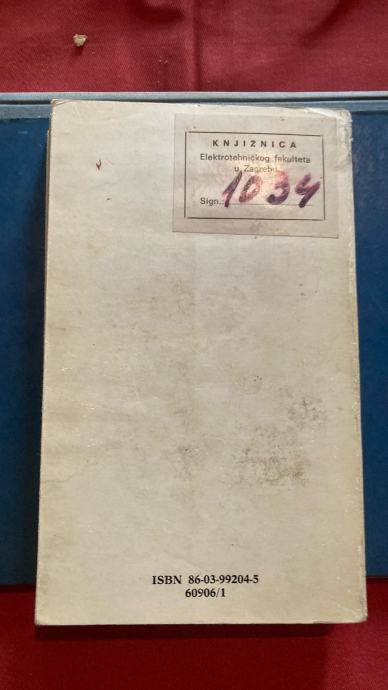 KNJIŽNICA
Elektrotehničkog fakulteta
u Zagrebu
Sign.: 1034
ISBN 86-03-99204-5
60906/1